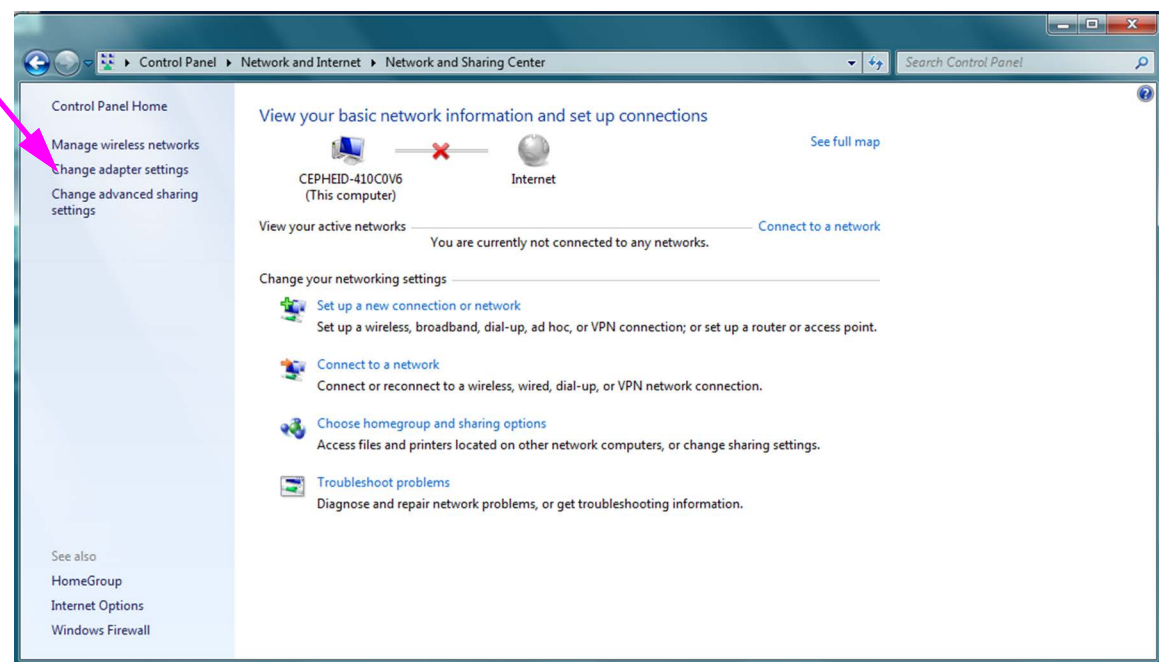 Control Panel Network and Internet Network and Sharing Center
Search Control Panel
Control Panel Home
Manage wireless networks
Change adapter settings
Change advanced sharing
settings
See also
HomeGroup
Internet Options
Windows Firewall
View your basic network information and set up connections
See full map
CEPHEID-410C0V6
(This computer)
Internet
View your active networks
Connect to a network
You are currently not connected to any networks.
Change your networking settings
Set up a new connection or network
Set up a wireless, broadband, dial-up, ad hoc, or VPN connection; or set up a router or access point.
Connect to a network
Connect or reconnect to a wireless, wired, dial-up, or VPN network connection.
Choose homegroup and sharing options
Access files and printers located on other network computers, or change sharing settings.
Troubleshoot problems
Diagnose and repair network problems, or get troubleshooting information.